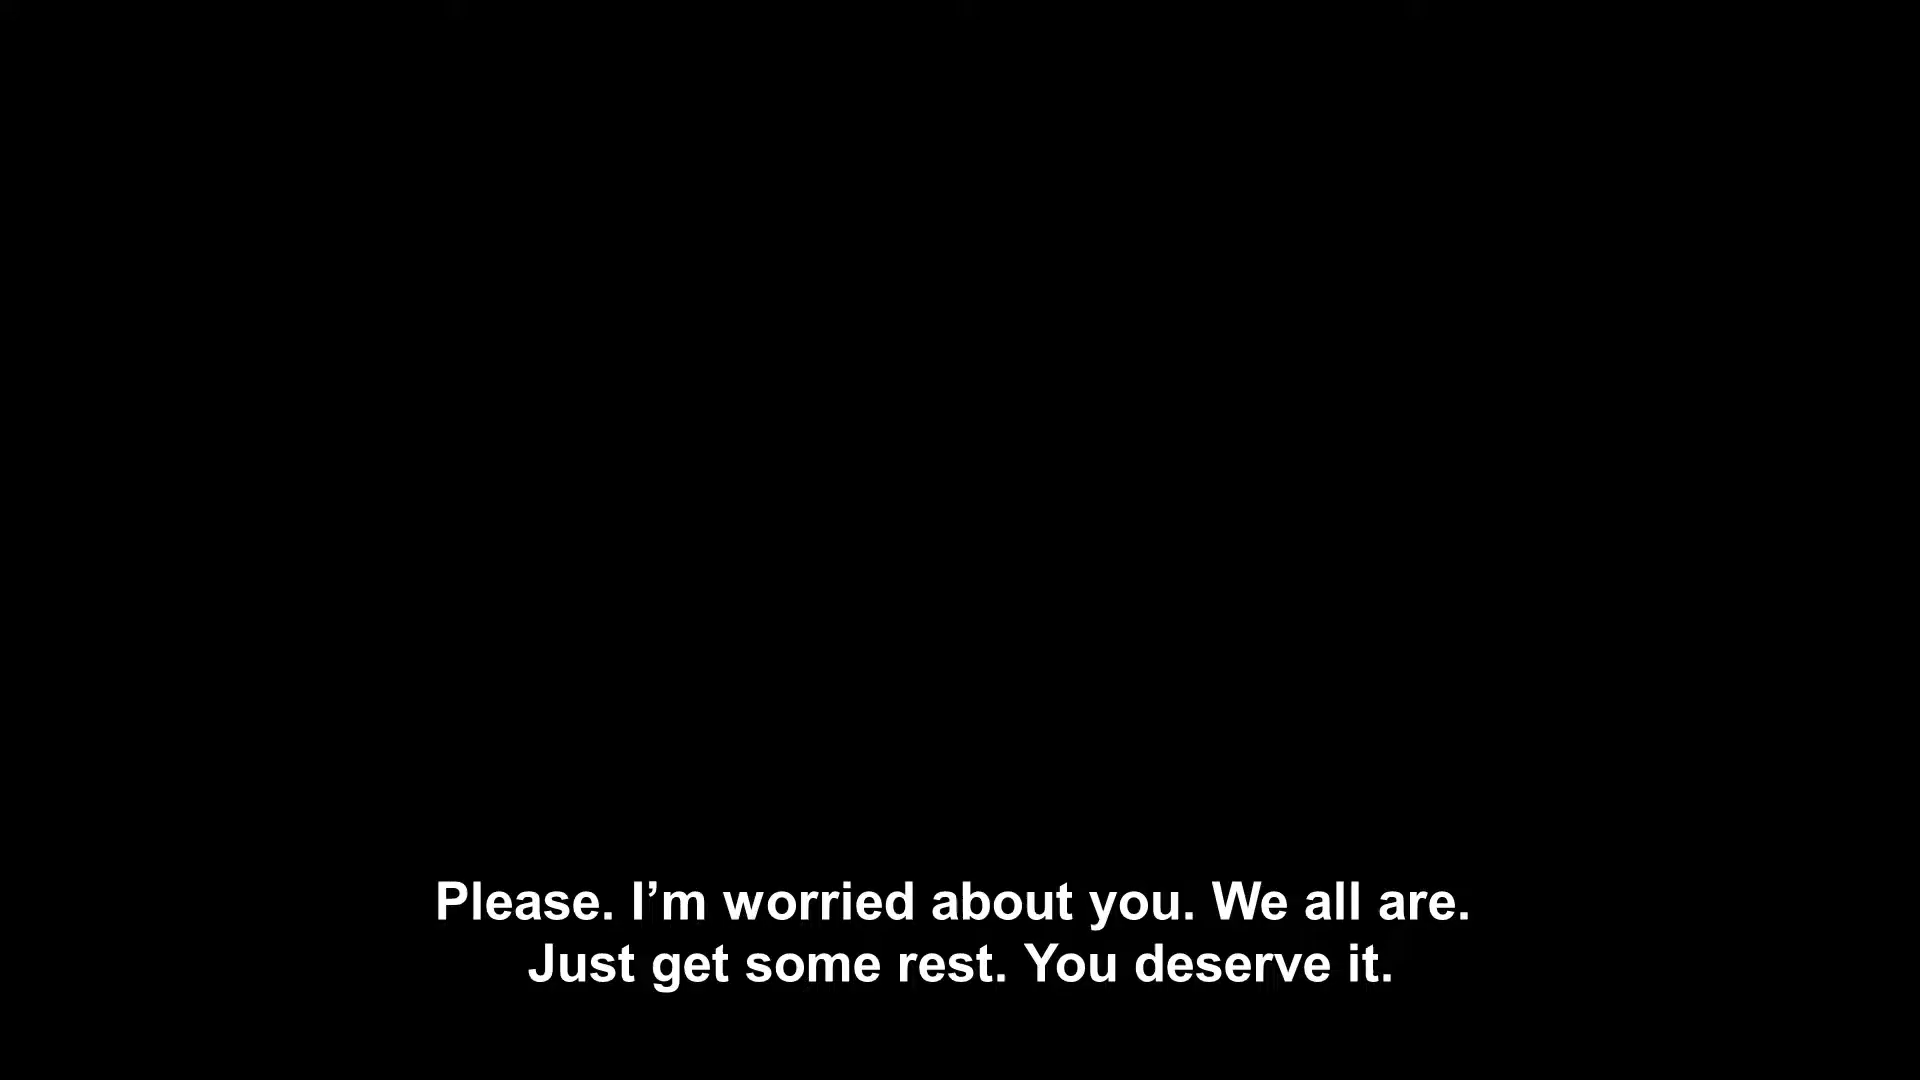 Please. I’m worried about you. We all are.
Just get some rest. You deserve it.